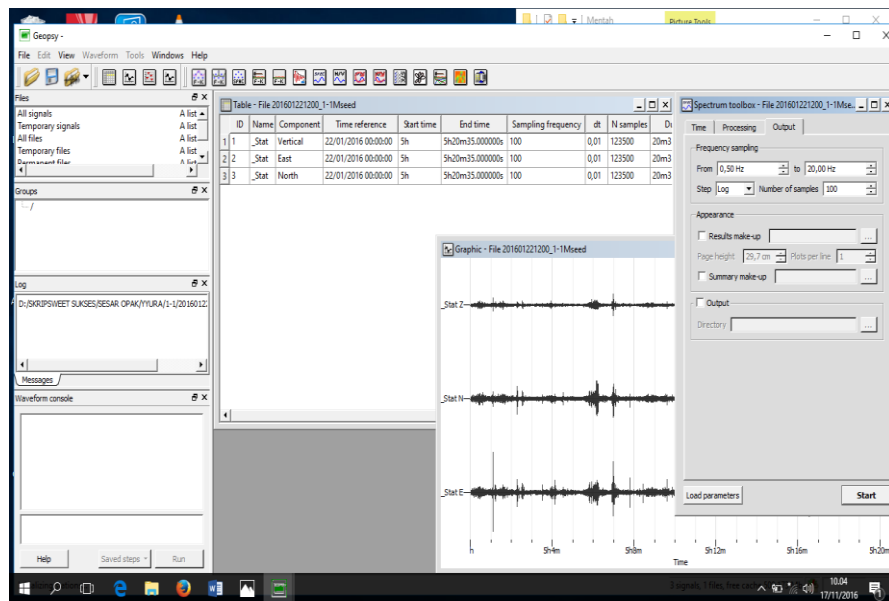 Mentah
Picture Tools
Geopsy -
File Edit View Waveform Tools Windows Help
Files
All signals A list
Temporary signals A list
All files A list
Temporary files A list
Permanent files A list
Groups
/
Log
D:/SKRIPSWEET SUKSES/SESAR OPAK/YYURA/1-1/2016012
Messages
Waveform console
Help Saved steps Run
Table - File 201601221200_1-1Mseed
ID Name Component Time reference Start time End time Sampling frequency dt N samples Du
1 1 _Stat Vertical 22/01/2016 00:00:00 5h 5h20m35.000000s 100 0,01 123500 20m3
2 2 _Stat East 22/01/2016 00:00:00 5h 5h20m35.000000s 100 0,01 123500 20m3
3 3 _Stat North 22/01/2016 00:00:00 5h 5h20m35.000000s 100 0,01 123500 20m3
Graphic - File 201601221200_1-1Mseed
_Stat Z
_Stat N
_Stat E
h 5h4m 5h8m 5h12m 5h16m 5h20m
Time
Spectrum toolbox - File 201601221200_1-1Mse..
Time Processing Output
Frequency sampling
From 0,50 Hz to 20,00 Hz
Step Log Number of samples 100
Appearance
Results make-up ...
Page height 29,7 cm Plots per line 1
Summary make-up ...
Output
Directory ...
Load parameters Start
3 signals, 1 files, free cache
10.04
17/11/2016